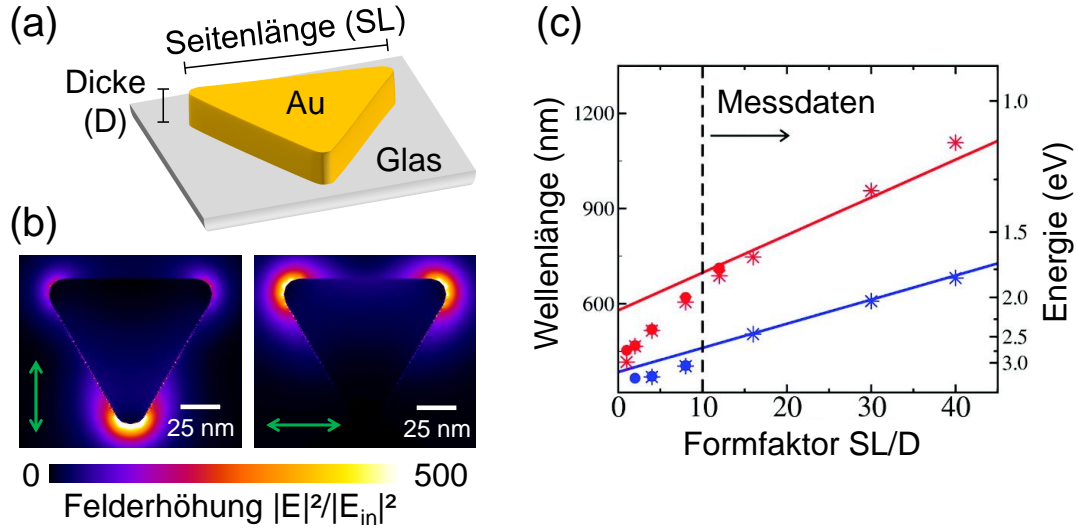 (a)
Seitenlänge (SL)
Dicke
(D)
Au
Glas
(b)
25 nm
25 nm
0
500
Felderhöhung |E|²/|E_in|²
(c)
Messdaten
Wellenlänge (nm)
1200
900
600
0
10
20
30
40
Formfaktor SL/D
1.0
1.5
2.0
2.5
3.0
Energie (eV)